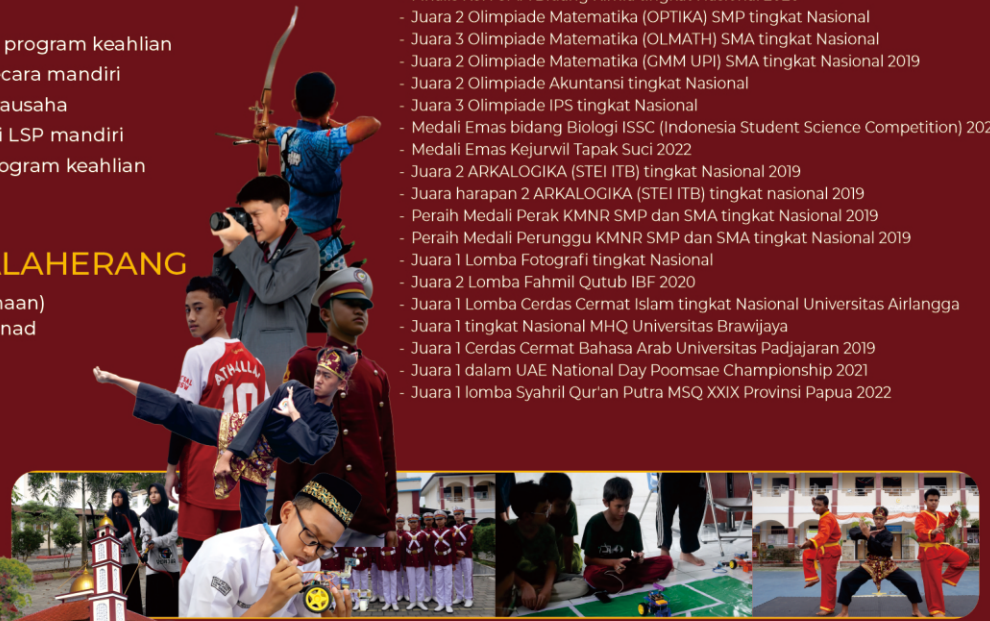 program keahlian
ecara mandiri
ausaha
i LSP mandiri
ogram keahlian
LAHERANG
naan)
nad
- Juara 2 Olimpiade Matematika (OPTIKA) SMP tingkat Nasional
- Juara 3 Olimpiade Matematika (OLMATH) SMA tingkat Nasional
- Juara 2 Olimpiade Matematika (GMM UPI) SMA tingkat Nasional 2019
- Juara 2 Olimpiade Akuntansi tingkat Nasional
- Juara 3 Olimpiade IPS tingkat Nasional
- Medali Emas bidang Biologi ISSC (Indonesia Student Science Competition) 202
- Medali Emas Kejurwil Tapak Suci 2022
- Juara 2 ARKALOGIKA (STEI ITB) tingkat Nasional 2019
- Juara harapan 2 ARKALOGIKA (STEI ITB) tingkat nasional 2019
- Peraih Medali Perak KMNR SMP dan SMA tingkat Nasional 2019
- Peraih Medali Perunggu KMNR SMP dan SMA tingkat Nasional 2019
- Juara 1 Lomba Fotografi tingkat Nasional
- Juara 2 Lomba Fahmil Qutub IBF 2020
- Juara 1 Lomba Cerdas Cermat Islam tingkat Nasional Universitas Airlangga
- Juara 1 tingkat Nasional MHQ Universitas Brawijaya
- Juara 1 Cerdas Cermat Bahasa Arab Universitas Padjajaran 2019
- Juara 1 dalam UAE National Day Poomsae Championship 2021
- Juara 1 lomba Syahril Qur'an Putra MSQ XXIX Provinsi Papua 2022
ATHALLAH
10